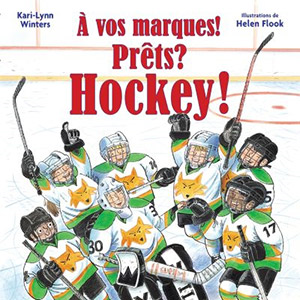 Kari-Lynn
Winters
Illustrations de
Helen Flook
À vos marques!
Prêts?
Hockey!
30
17